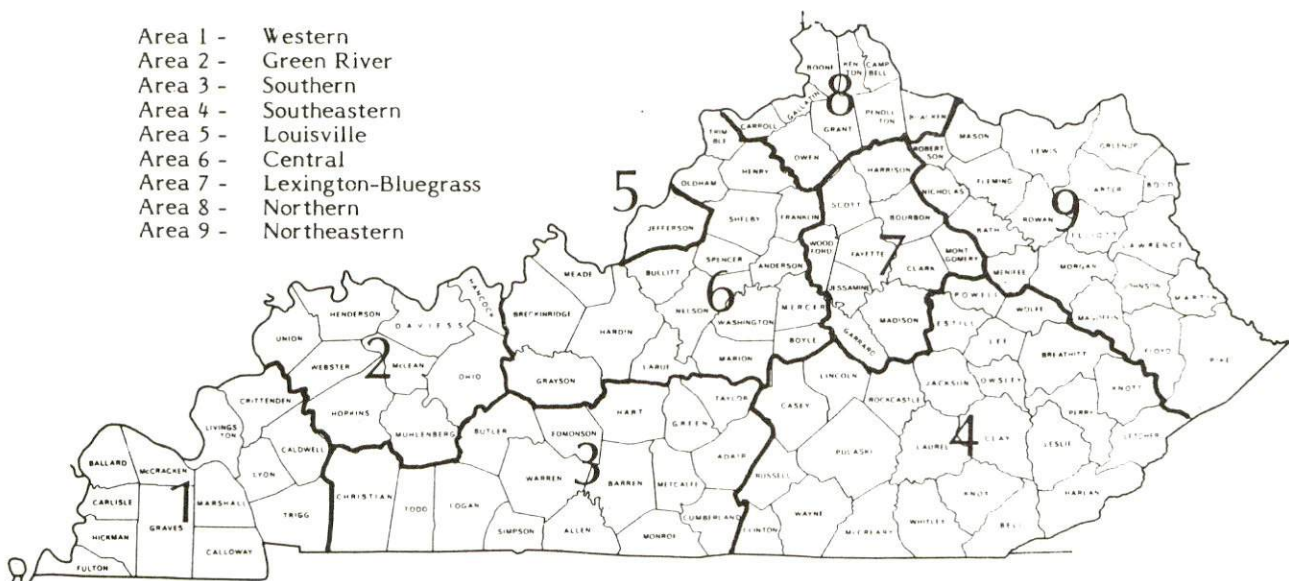 Area 1 - Western
Area 2 - Green River
Area 3 - Southern
Area 4 - Southeastern
Area 5 - Louisville
Area 6 - Central
Area 7 - Lexington-Bluegrass
Area 8 - Northern
Area 9 - Northeastern
BOONE
KEN
TON
CAMP
BELL
8
GALLATIN
CARROLL
GRANT
PENDLE
TON
OWEN
TRIM
BLE
MASON
ROBERT
SON
LEWIS
GREENUP
FLEMING
ARTER
BOYD
9
ROWAN
ELLIOTT
LAWRENCE
NICHOLAS
BATH
MENIFEE
MORGAN
JOHNSON
MARTIN
FLOYD
PIKE
HENRY
OLDHAM
5
JEFFERSON
SHELBY
FRANKLIN
SPENCER
ANDERSON
BULLITT
6
NELSON
WASHINGTON
MERCER
BOYLE
MARION
LARUE
MEADE
BRECKINRIDGE
HARDIN
GRAYSON
HARRISON
SCOTT
BOURBON
WOOD
FORD
FAYETTE
7
CLARK
MONT
GOMERY
JESSAMINE
MADISON
GARRARD
HANCOCK
HENDERSON
DAVIESS
UNION
WEBSTER
2
McLEAN
OHIO
HOPKINS
MUHLENBERG
CRITTENDEN
LIVINGS
TON
CALDWELL
LYON
BALLARD
McCRACKEN
1
CARLISLE
GRAVES
MARSHALL
TRIGG
HICKMAN
CALLOWAY
FULTON
BUTLER
EDMONSON
HART
GREEN
TAYLOR
3
WARREN
BARREN
METCALFE
ADAIR
CHRISTIAN
TODD
LOGAN
SIMPSON
ALLEN
MONROE
CUMBERLAND
POWELL
WOLFE
ESTILL
LEE
BREATHITT
LINCOLN
ROCKCASTLE
JACKSON
OWSLEY
KNOTT
PERRY
CASEY
PULASKI
LAUREL
4
CLAY
LESLIE
LETCHER
RUSSELL
HARLAN
CLINTON
WAYNE
McCREARY
WHITLEY
KNOX
BELL